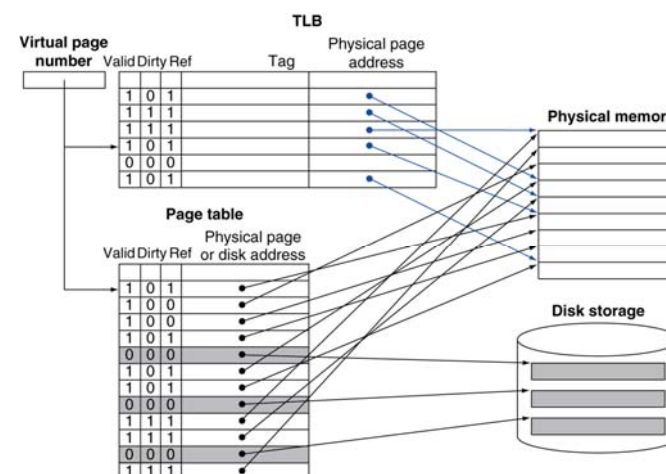 TLB
Virtual page number
Valid Dirty Ref
Tag
Physical page address
1 0 1
1 1 1
1 1 1
1 0 1
0 0 0
1 0 1
Physical memor
Page table
Valid Dirty Ref
Physical page or disk address
1 0 1
1 0 0
1 0 0
1 0 1
0 0 0
1 0 1
1 0 1
0 0 0
1 1 1
1 1 1
0 0 0
1 1 1
Disk storage